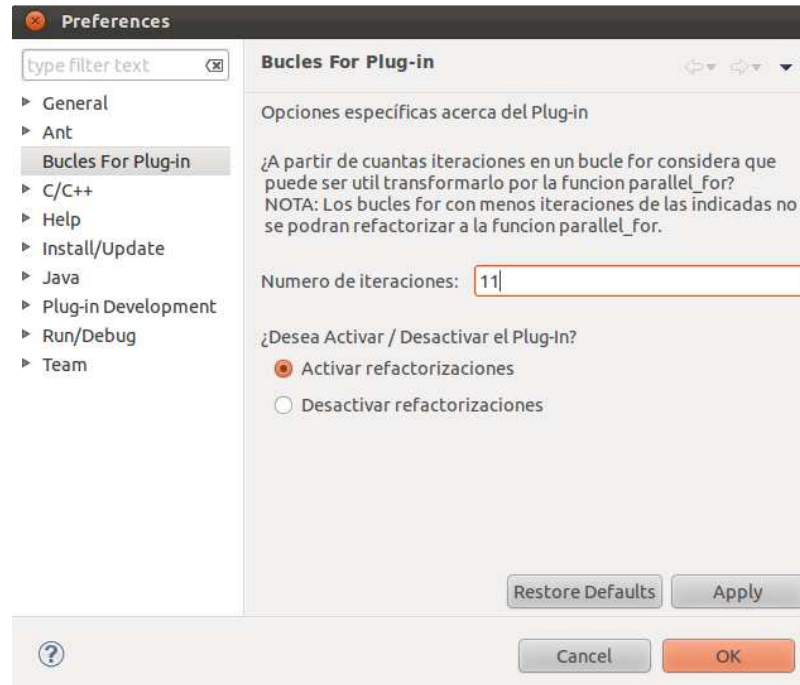 Preferences
type filter text
General
Ant
Bucles For Plug-in
C/C++
Help
Install/Update
Java
Plug-in Development
Run/Debug
Team
Bucles For Plug-in
Opciones específicas acerca del Plug-in
¿A partir de cuantas iteraciones en un bucle for considera que
puede ser util transformarlo por la funcion parallel_for?
NOTA: Los bucles for con menos iteraciones de las indicadas no
se podran refactorizar a la funcion parallel_for.
Numero de iteraciones: 11
¿Desea Activar / Desactivar el Plug-In?
Activar refactorizaciones
Desactivar refactorizaciones
Restore Defaults Apply
Cancel OK